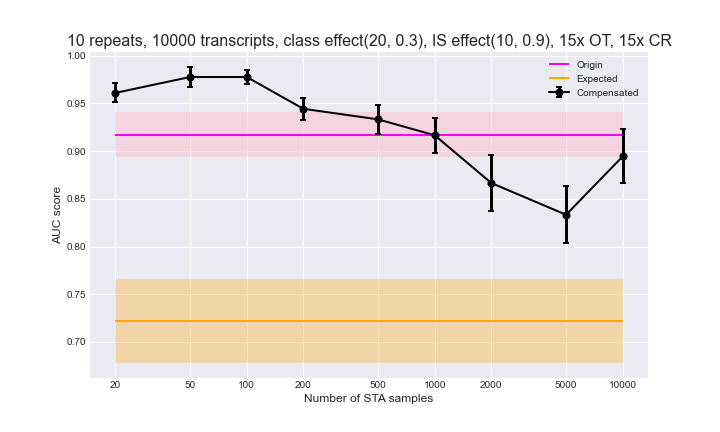 10 repeats, 10000 transcripts, class effect(20, 0.3), IS effect(10, 0.9), 15x OT, 15x CR
1.00
0.95
0.90
0.85
0.80
0.75
0.70
AUC score
Origin
Expected
Compensated
20 50 100 200 500 1000 2000 5000 10000
Number of STA samples